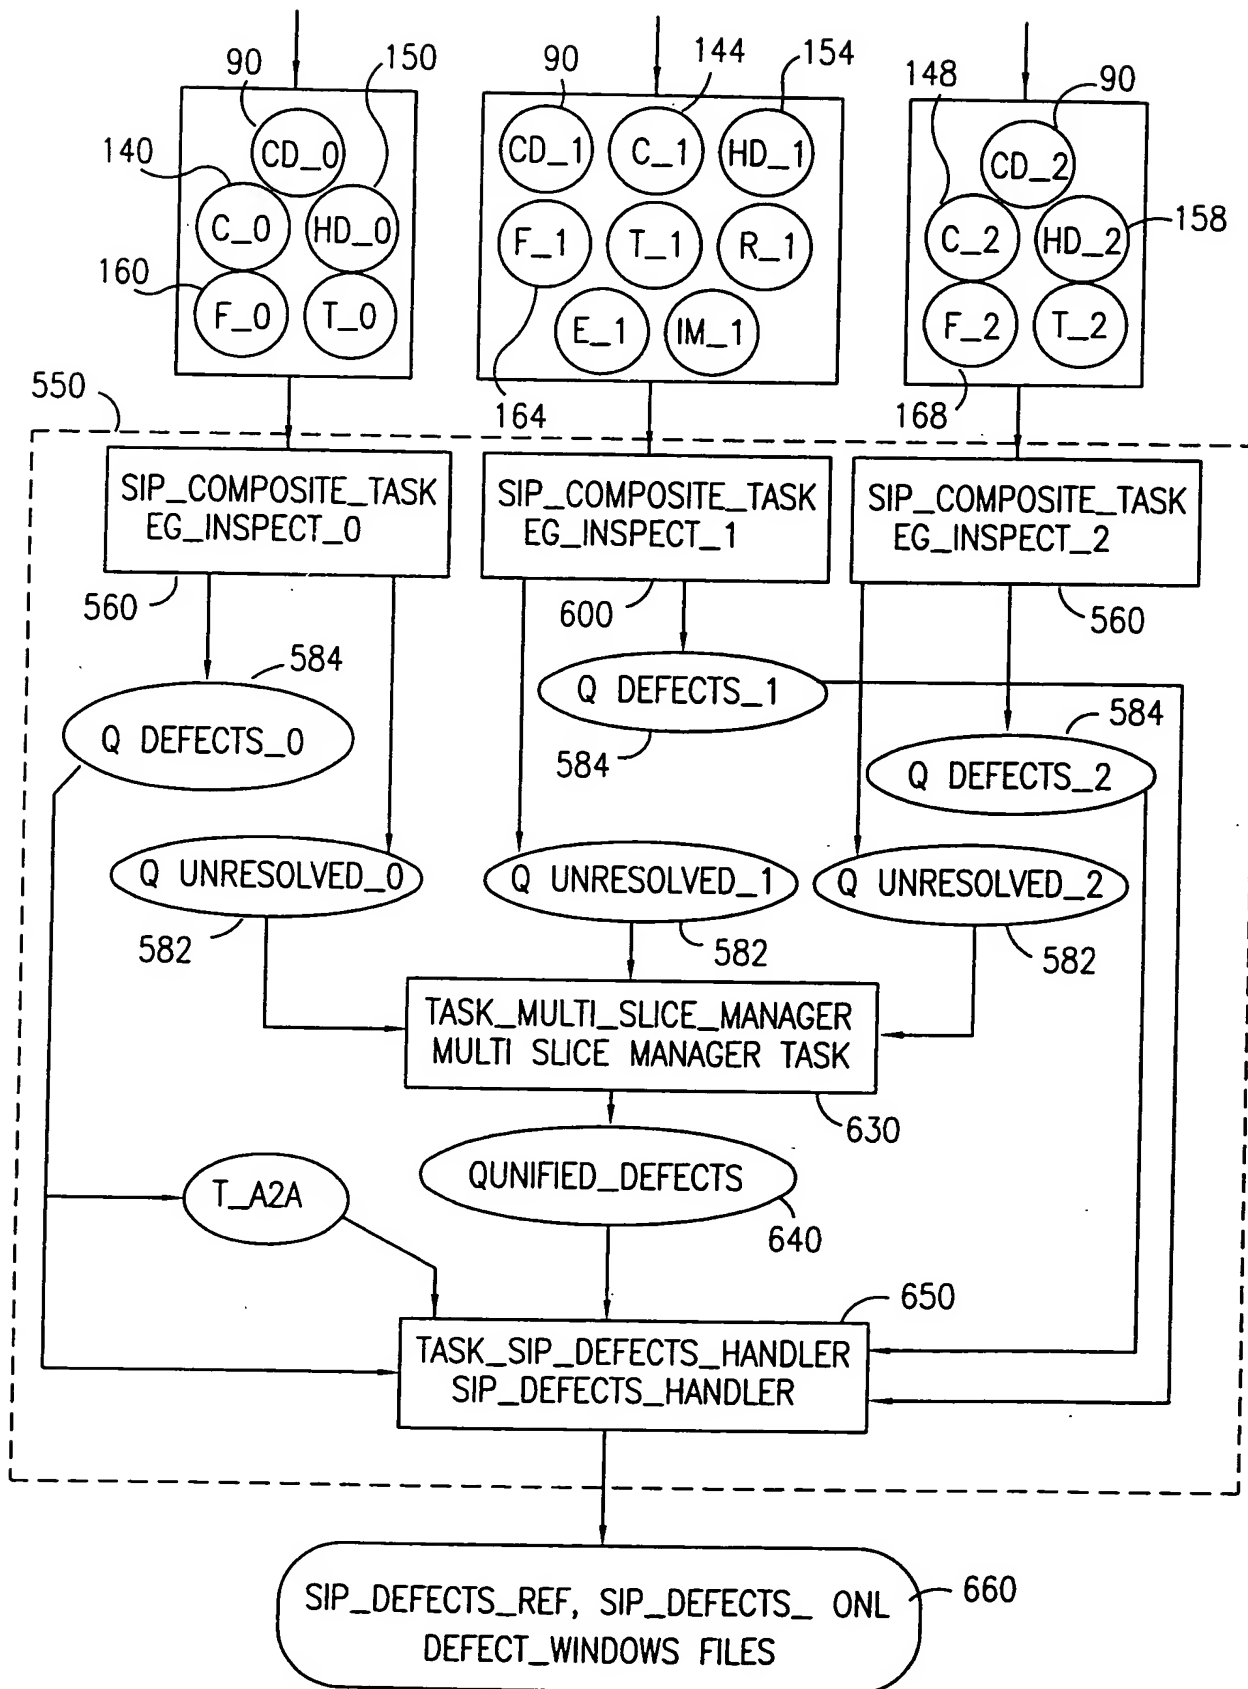 90
150
90
144
154
148
90
CD_0
CD_1
C_1
HD_1
CD_2
140
C_0
HD_0
F_1
T_1
R_1
C_2
HD_2
158
160
F_0
T_0
E_1
IM_1
F_2
T_2
550
164
168
SIP_COMPOSITE_TASK
EG_INSPECT_0
SIP_COMPOSITE_TASK
EG_INSPECT_1
SIP_COMPOSITE_TASK
EG_INSPECT_2
560
600
560
584
Q DEFECTS_0
Q DEFECTS_1
584
584
Q DEFECTS_2
Q UNRESOLVED_0
Q UNRESOLVED_1
Q UNRESOLVED_2
582
582
582
TASK_MULTI_SLICE_MANAGER
MULTI SLICE MANAGER TASK
630
T_A2A
QUNIFIED_DEFECTS
640
650
TASK_SIP_DEFECTS_HANDLER
SIP_DEFECTS_HANDLER
SIP_DEFECTS_REF, SIP_DEFECTS_ ONL
DEFECT_WINDOWS FILES
660